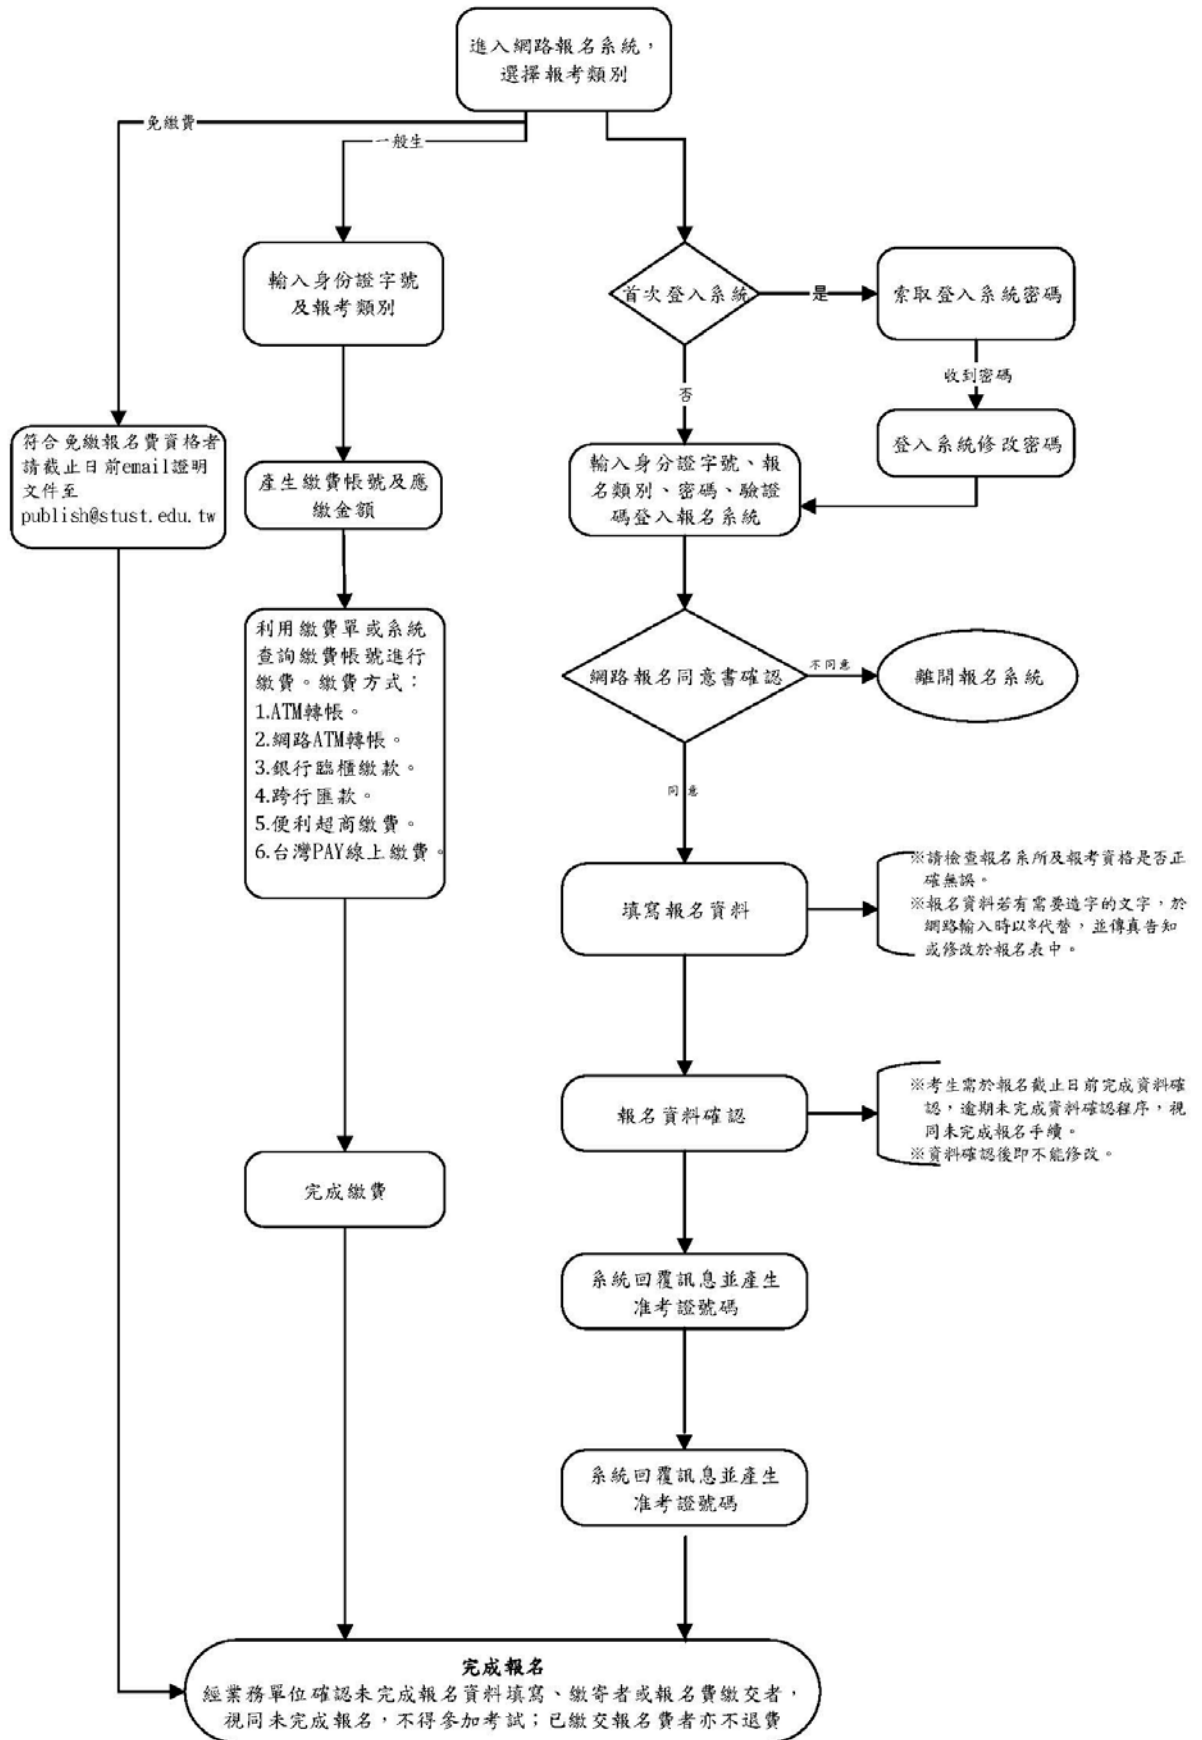 進入網路報名系統，
選擇報考類別
免繳費
一般生
輸入身份證字號
及報考類別
首次登入系統
是
索取登入系統密碼
收到密碼
否
登入系統修改密碼
符合免繳報名費資格者
請截止日前email證明
文件至
publish@stust.edu.tw
產生繳費帳號及應
繳金額
輸入身分證字號、報
名類別、密碼、驗證
碼登入報名系統
利用繳費單或系統
查詢繳費帳號進行
繳費。繳費方式：
1.ATM轉帳。
2.網路ATM轉帳。
3.銀行臨櫃繳款。
4.跨行匯款。
5.便利超商繳費。
6.台灣PAY線上繳費。
網路報名同意書確認
不同意
離開報名系統
同意
填寫報名資料
※請檢查報名系所及報考資格是否正
確無誤。
※報名資料若有需要造字的文字，於
網路輸入時以*代替，並傳真告知
或修改於報名表中。
報名資料確認
※考生需於報名截止日前完成資料確
認，逾期未完成資料確認程序，視
同未完成報名手續。
※資料確認後即不能修改。
完成繳費
系統回覆訊息並產生
准考證號碼
系統回覆訊息並產生
准考證號碼
完成報名
經業務單位確認未完成報名資料填寫、繳寄者或報名費繳交者，
視同未完成報名，不得參加考試；已繳交報名費者亦不退費